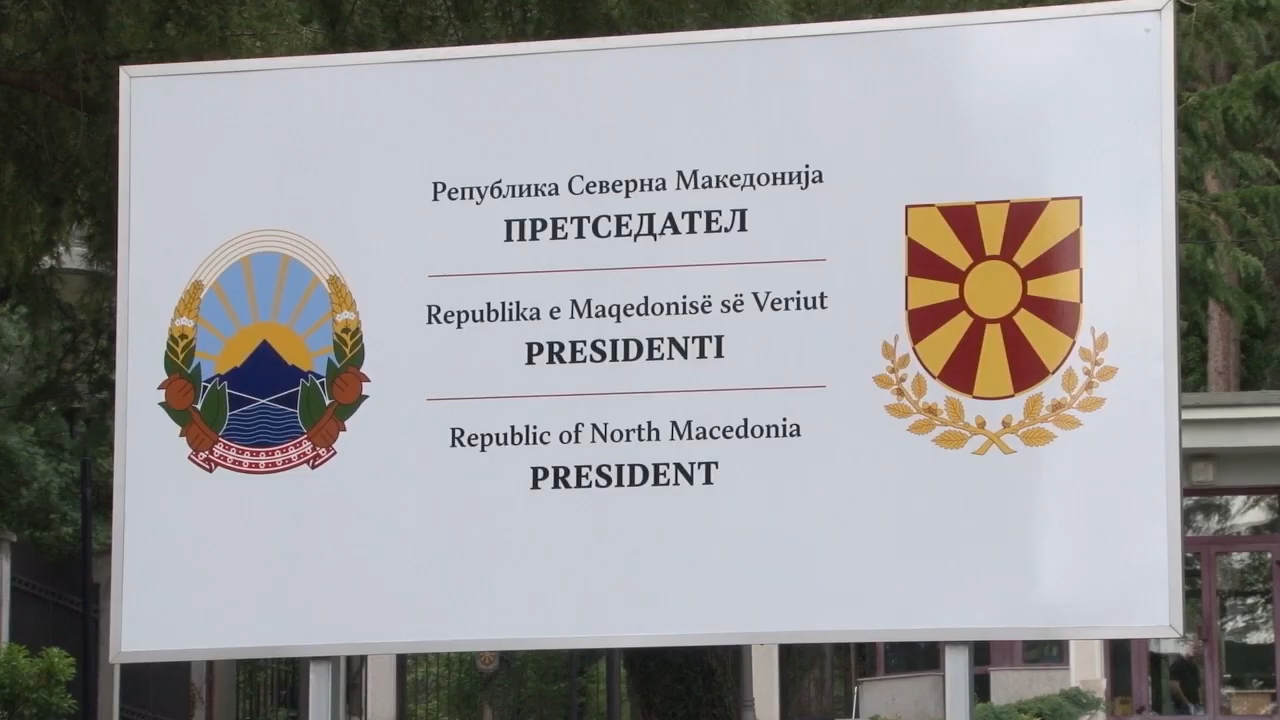 Република Северна Македонија
ПРЕТСЕДАТЕЛ
Republika e Maqedonisë së Veriut
PRESIDENTI
Republic of North Macedonia
PRESIDENT